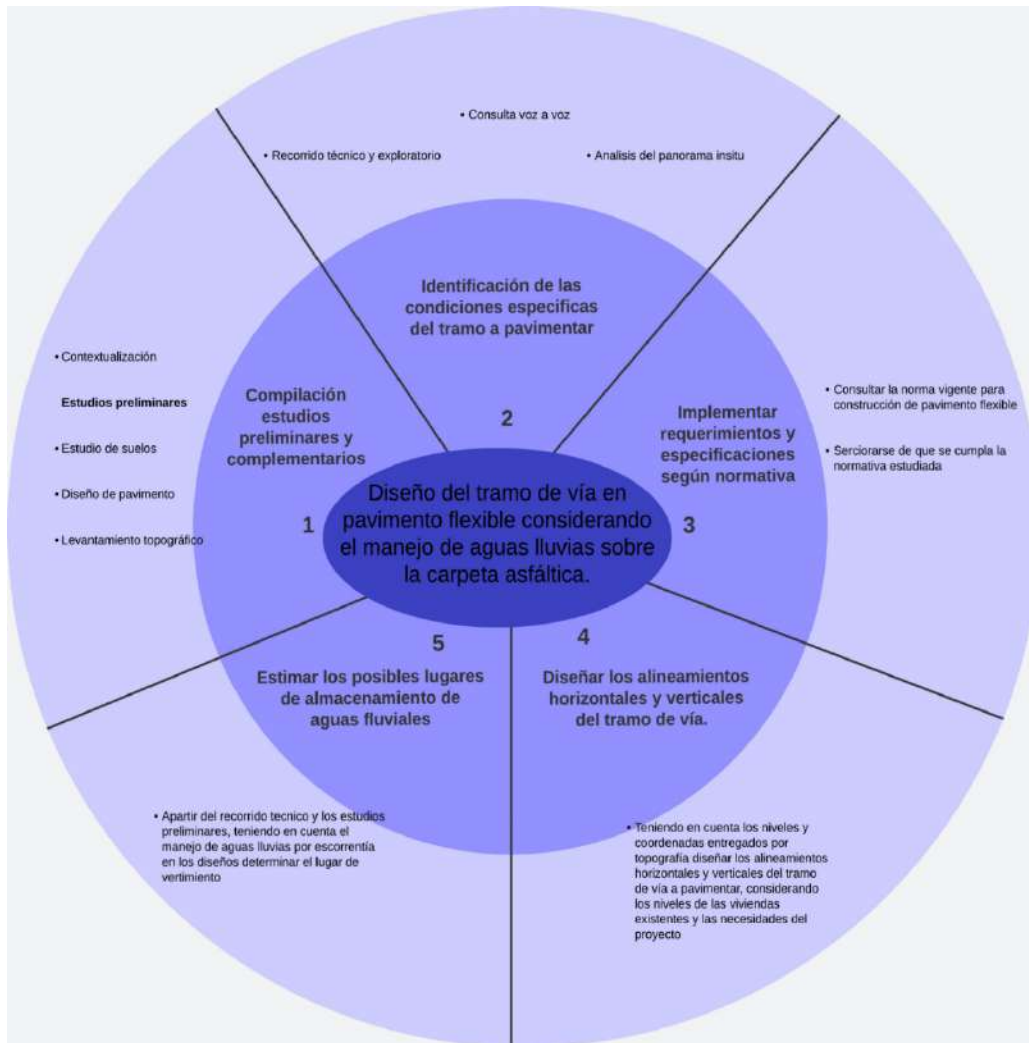 Diseño del tramo de vía en
pavimento flexible considerando
el manejo de aguas lluvias sobre
la carpeta asfáltica.
1
Compilación
estudios
preliminares y
complementarios
• Contextualización
Estudios preliminares
• Estudio de suelos
• Diseño de pavimento
• Levantamiento topográfico
2
Identificación de las
condiciones especificas
del tramo a pavimentar
• Recorrido técnico y exploratorio
• Consulta voz a voz
• Analisis del panorama insitu
3
Implementar
requerimientos y
especificaciones
según normativa
• Consultar la norma vigente para
construcción de pavimento flexible
• Serciorarse de que se cumpla la
normativa estudiada
4
Diseñar los alineamientos
horizontales y verticales
del tramo de vía.
• Teniendo en cuenta los niveles y
coordenadas entregados por
topografía diseñar los alineamientos
horizontales y verticales del tramo
de vía a pavimentar, considerando
los niveles de las viviendas
existentes y las necesidades del
proyecto
5
Estimar los posibles lugares
de almacenamiento de
aguas fluviales
• Apartir del recorrido tecnico y los estudios
preliminares, teniendo en cuenta el
manejo de aguas lluvias por escorrentía
en los diseños determinar el lugar de
vertimiento